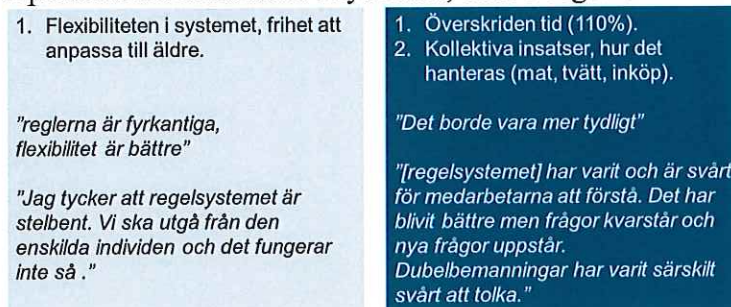 1. Flexibiliteten i systemet, frihet att
anpassa till äldre.
"reglerna är fyrkantiga,
flexibilitet är bättre"
"Jag tycker att regelsystemet är
stelbent. Vi ska utgå från den
enskilda individen och det fungerar
inte så ."
1. Överskriden tid (110%).
2. Kollektiva insatser, hur det
hanteras (mat, tvätt, inköp).
"Det borde vara mer tydligt"
"[regelsystemet] har varit och är svårt
för medarbetarna att förstå. Det har
blivit bättre men frågor kvarstår och
nya frågor uppstår.
Dubelbemanningar har varit särskilt
svårt att tolka."